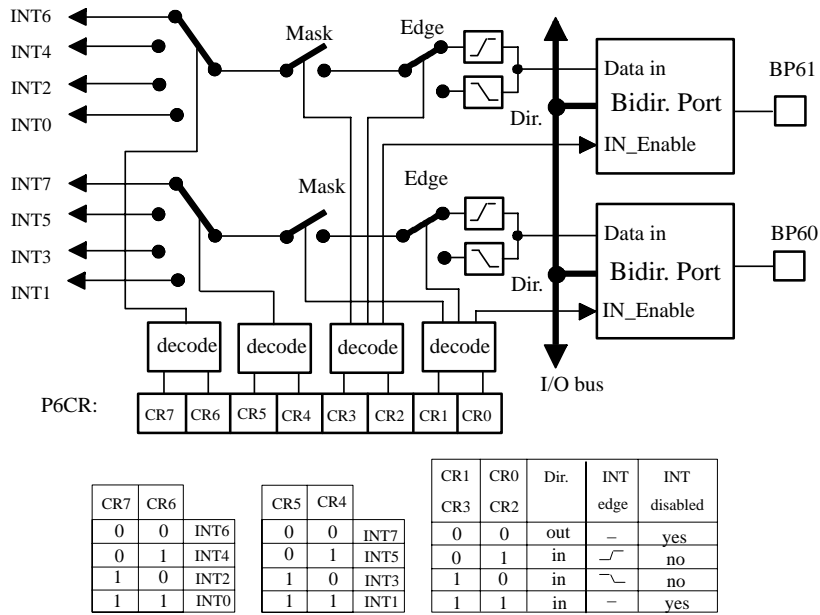 INT6
INT4
INT2
INT0
Mask
Edge
Dir.
Data in
Bidir. Port
IN_Enable
BP61
INT7
INT5
INT3
INT1
Mask
Edge
Dir.
Data in
Bidir. Port
IN_Enable
BP60
decode decode decode decode
I/O bus
P6CR: CR7 CR6 CR5 CR4 CR3 CR2 CR1 CR0
CR7 CR6
0 0 INT6
0 1 INT4
1 0 INT2
1 1 INT0
CR5 CR4
0 0 INT7
0 1 INT5
1 0 INT3
1 1 INT1
CR1 CR0 Dir. INT INT
CR3 CR2 edge disabled
0 0 out – yes
0 1 in no
1 0 in no
1 1 in – yes